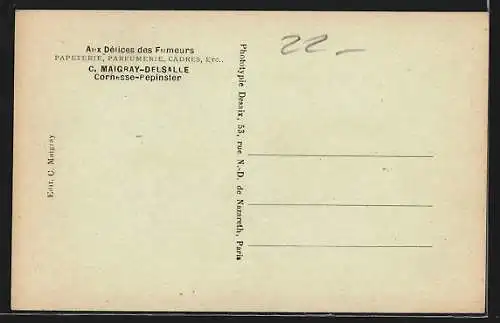 Aux Délices des Fumeurs
PAPETERIE, PARFUMERIE, CADRES, Etc..
C. MAIGRAY-DELSALLE
Cornesse-Pepinster
Edit. C. Maigray
Phototypie Desaix, 53, rue N.-D. de Nazareth, Paris
22 –